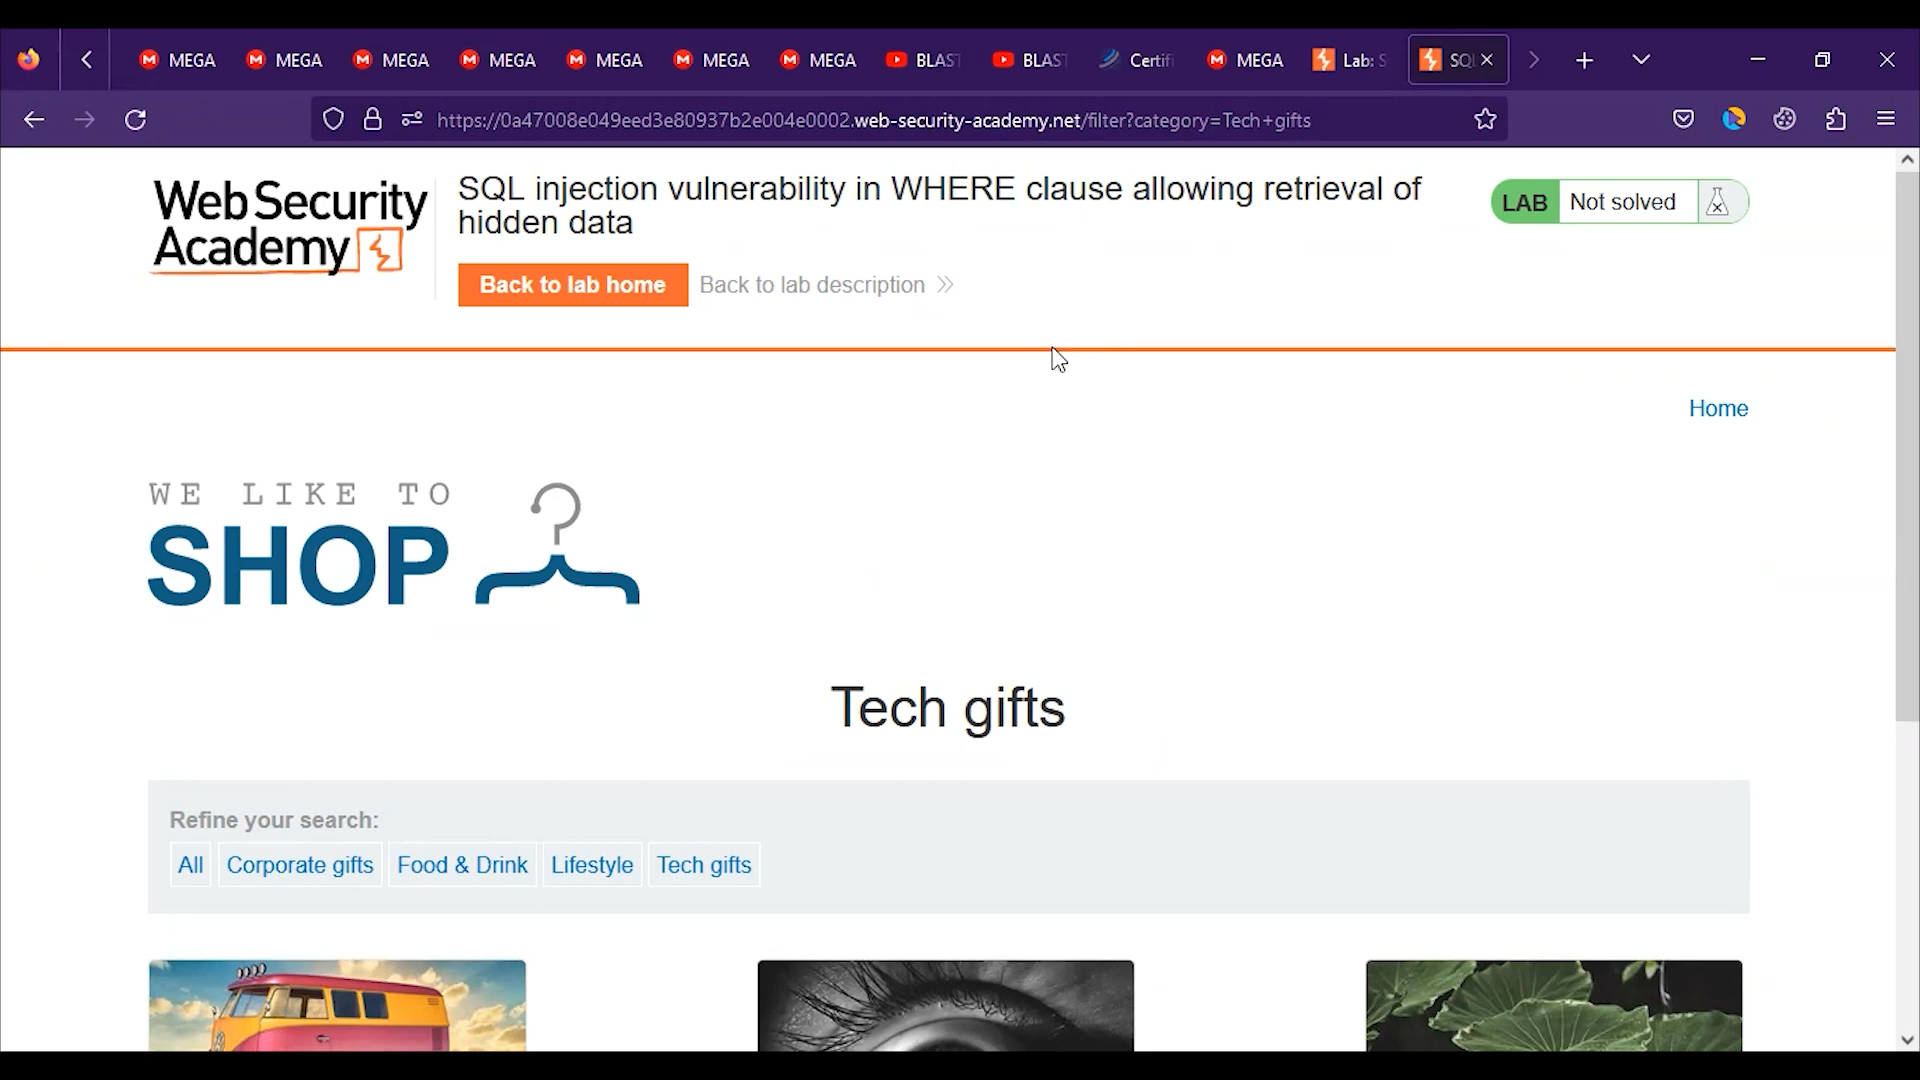 MEGA MEGA MEGA MEGA MEGA MEGA MEGA BLAS BLAS Certif MEGA Lab: S SQL
https://0a47008e049eed3e80937b2e004e0002.web-security-academy.net/filter?category=Tech+gifts
Web Security
Academy
SQL injection vulnerability in WHERE clause allowing retrieval of
hidden data
LAB Not solved
Back to lab home Back to lab description
Home
WE LIKE TO
SHOP
Tech gifts
Refine your search:
All Corporate gifts Food & Drink Lifestyle Tech gifts